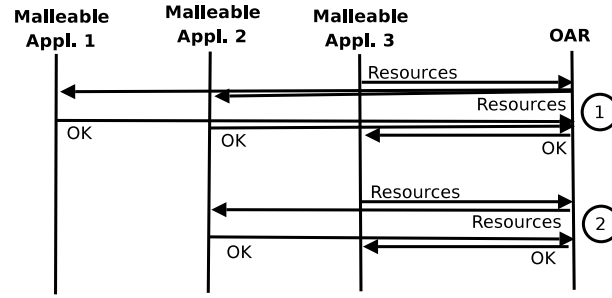 Malleable
Appl. 1
Malleable
Appl. 2
Malleable
Appl. 3
OAR
Resources
Resources
1
OK
OK
OK
Resources
Resources
2
OK
OK